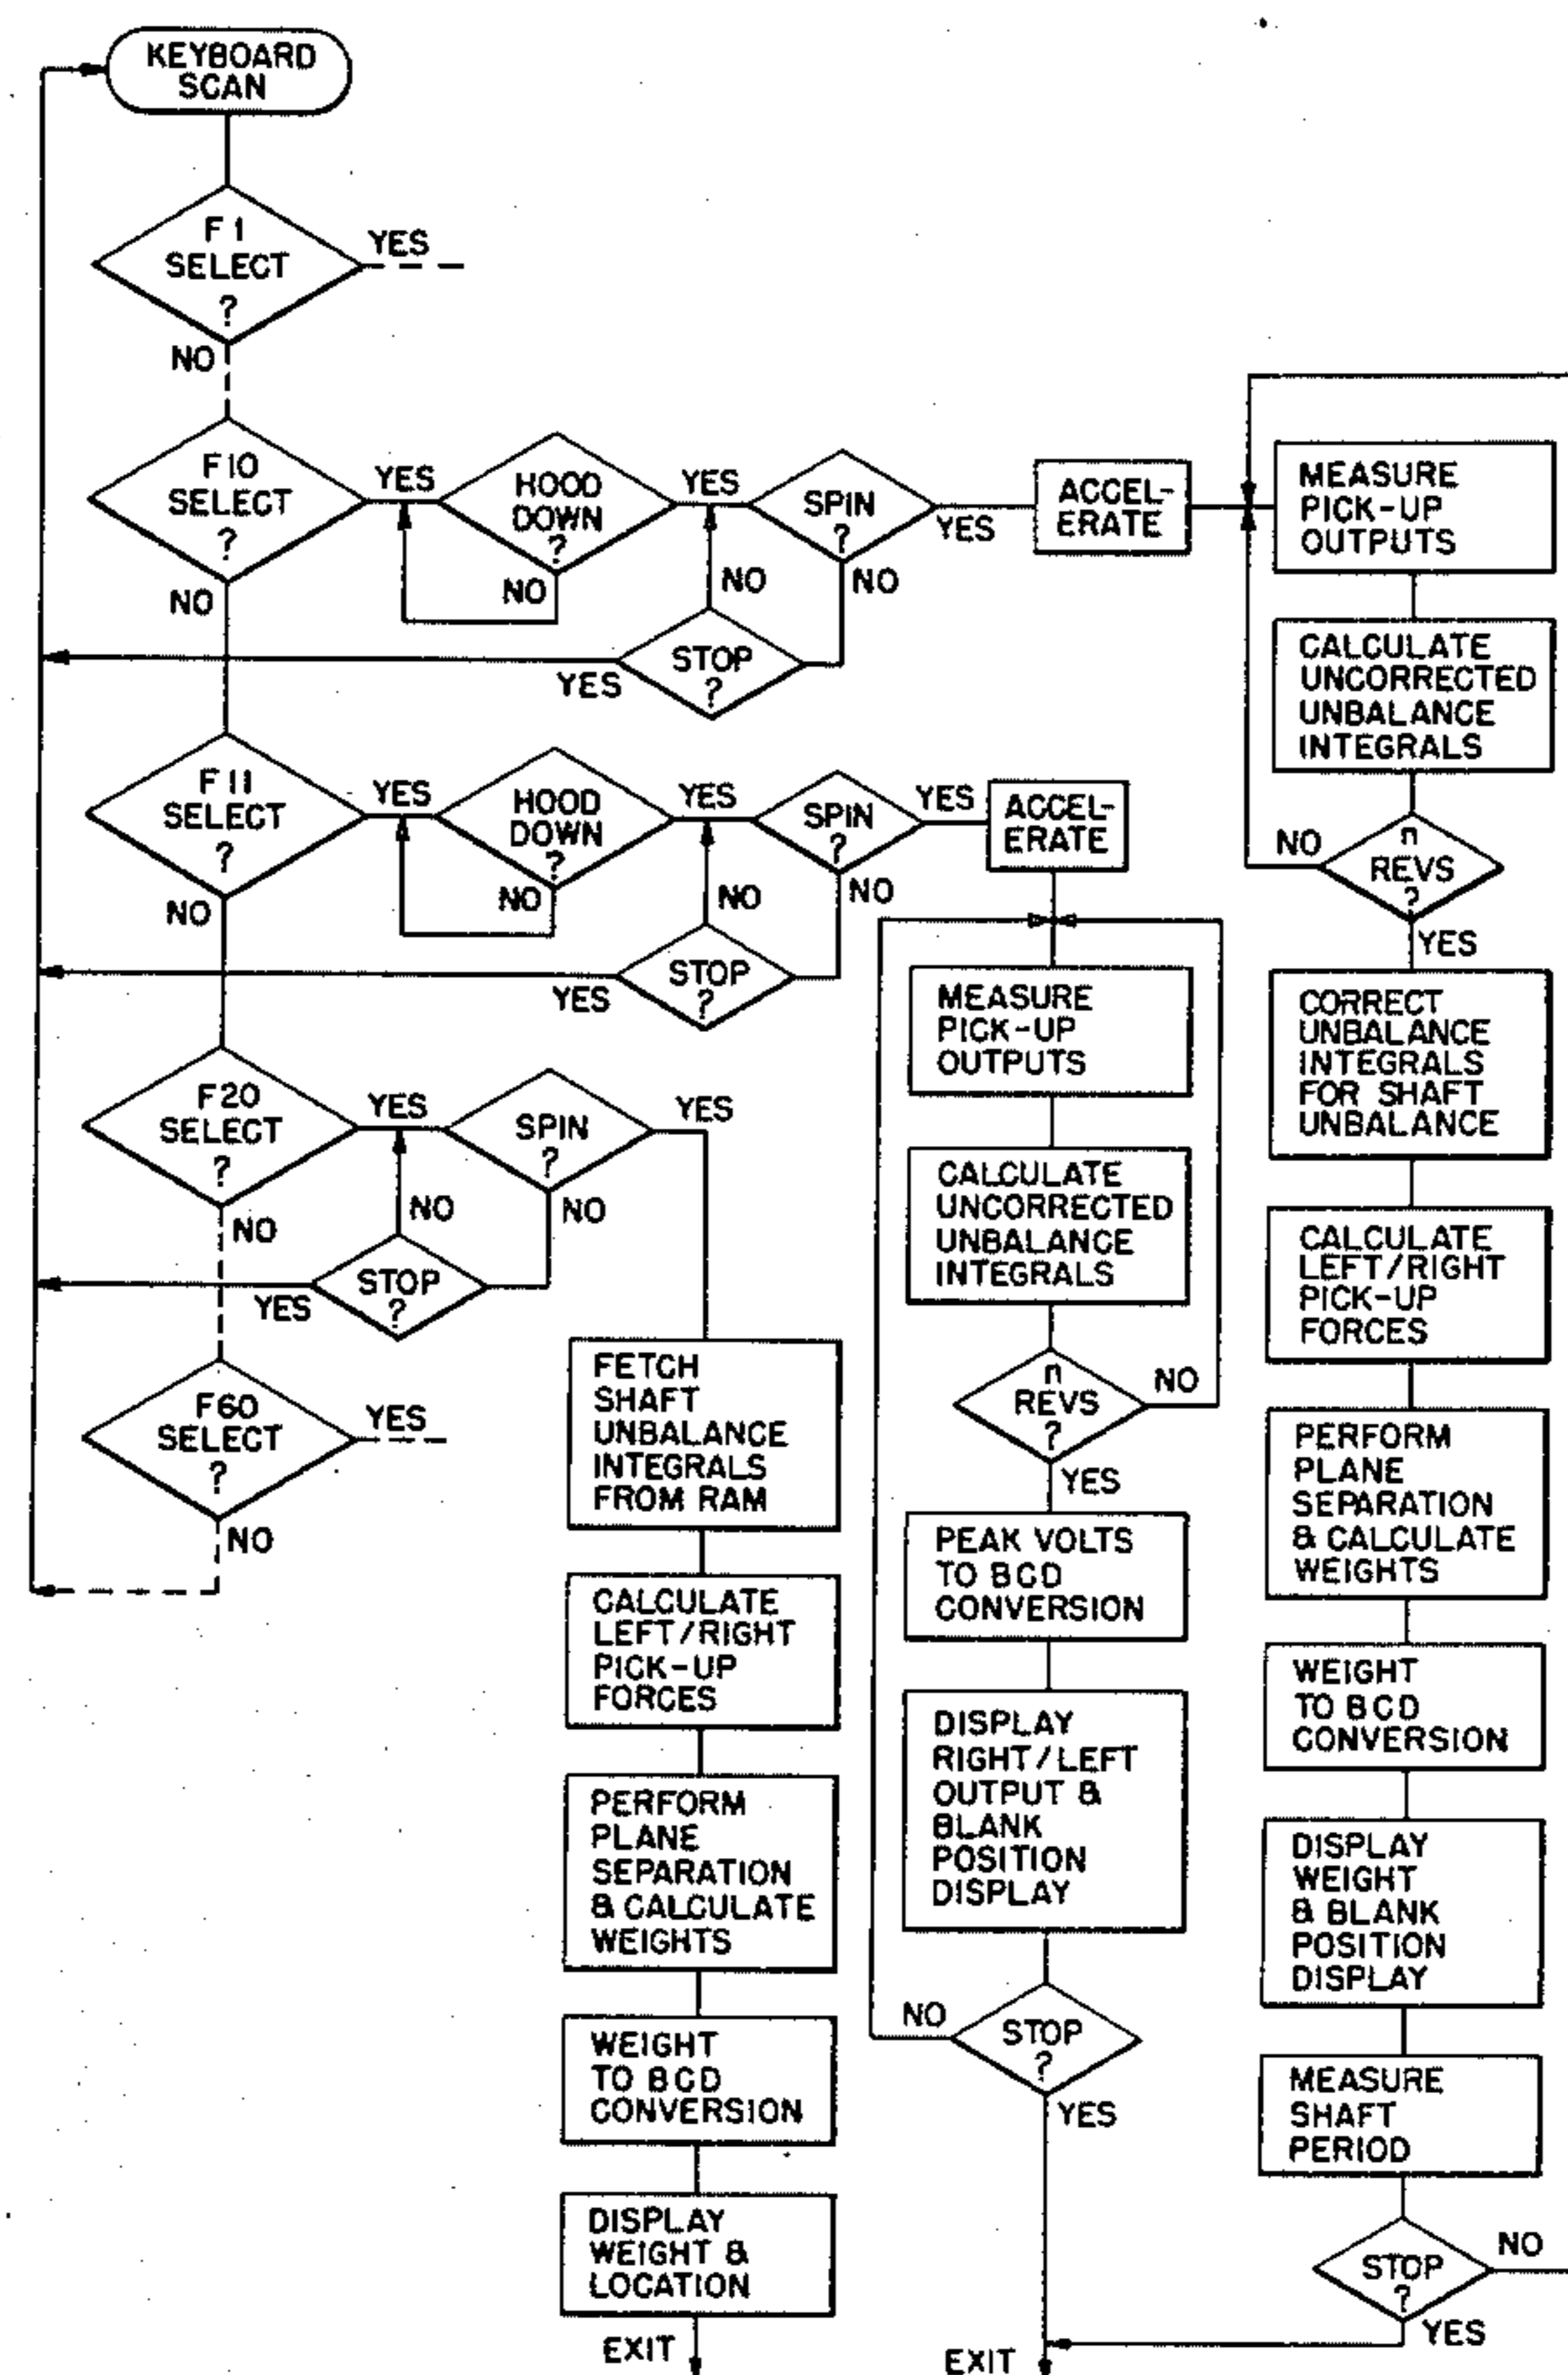 KEYBOARD
SCAN
F 1
SELECT
?
YES
NO
F 10
SELECT
?
YES
NO
HOOD
DOWN
?
YES
NO
SPIN
?
YES
NO
STOP
?
NO
YES
ACCEL-
ERATE
MEASURE
PICK-UP
OUTPUTS
CALCULATE
UNCORRECTED
UNBALANCE
INTEGRALS
n
REVS
?
NO
YES
CORRECT
UNBALANCE
INTEGRALS
FOR SHAFT
UNBALANCE
CALCULATE
LEFT/RIGHT
PICK-UP
FORCES
PERFORM
PLANE
SEPARATION
& CALCULATE
WEIGHTS
WEIGHT
TO BCD
CONVERSION
DISPLAY
WEIGHT
& BLANK
POSITION
DISPLAY
MEASURE
SHAFT
PERIOD
STOP
?
NO
YES
F 11
SELECT
?
YES
NO
HOOD
DOWN
?
YES
NO
SPIN
?
YES
NO
STOP
?
NO
YES
ACCEL-
ERATE
MEASURE
PICK-UP
OUTPUTS
CALCULATE
UNCORRECTED
UNBALANCE
INTEGRALS
n
REVS
?
NO
YES
PEAK VOLTS
TO BCD
CONVERSION
DISPLAY
RIGHT/LEFT
OUTPUT &
BLANK
POSITION
DISPLAY
STOP
?
NO
YES
EXIT
F20
SELECT
?
YES
NO
SPIN
?
YES
NO
STOP
?
NO
YES
FETCH
SHAFT
UNBALANCE
INTEGRALS
FROM RAM
CALCULATE
LEFT/RIGHT
PICK-UP
FORCES
PERFORM
PLANE
SEPARATION
& CALCULATE
WEIGHTS
WEIGHT
TO BCD
CONVERSION
DISPLAY
WEIGHT &
LOCATION
EXIT
F60
SELECT
?
YES
NO